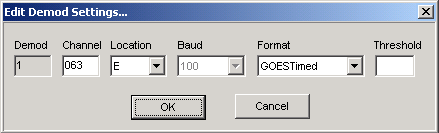 Edit Demod Settings...
Demod Channel Location Baud Format Threshold
1 063 E 100 GOESTimed
OK Cancel